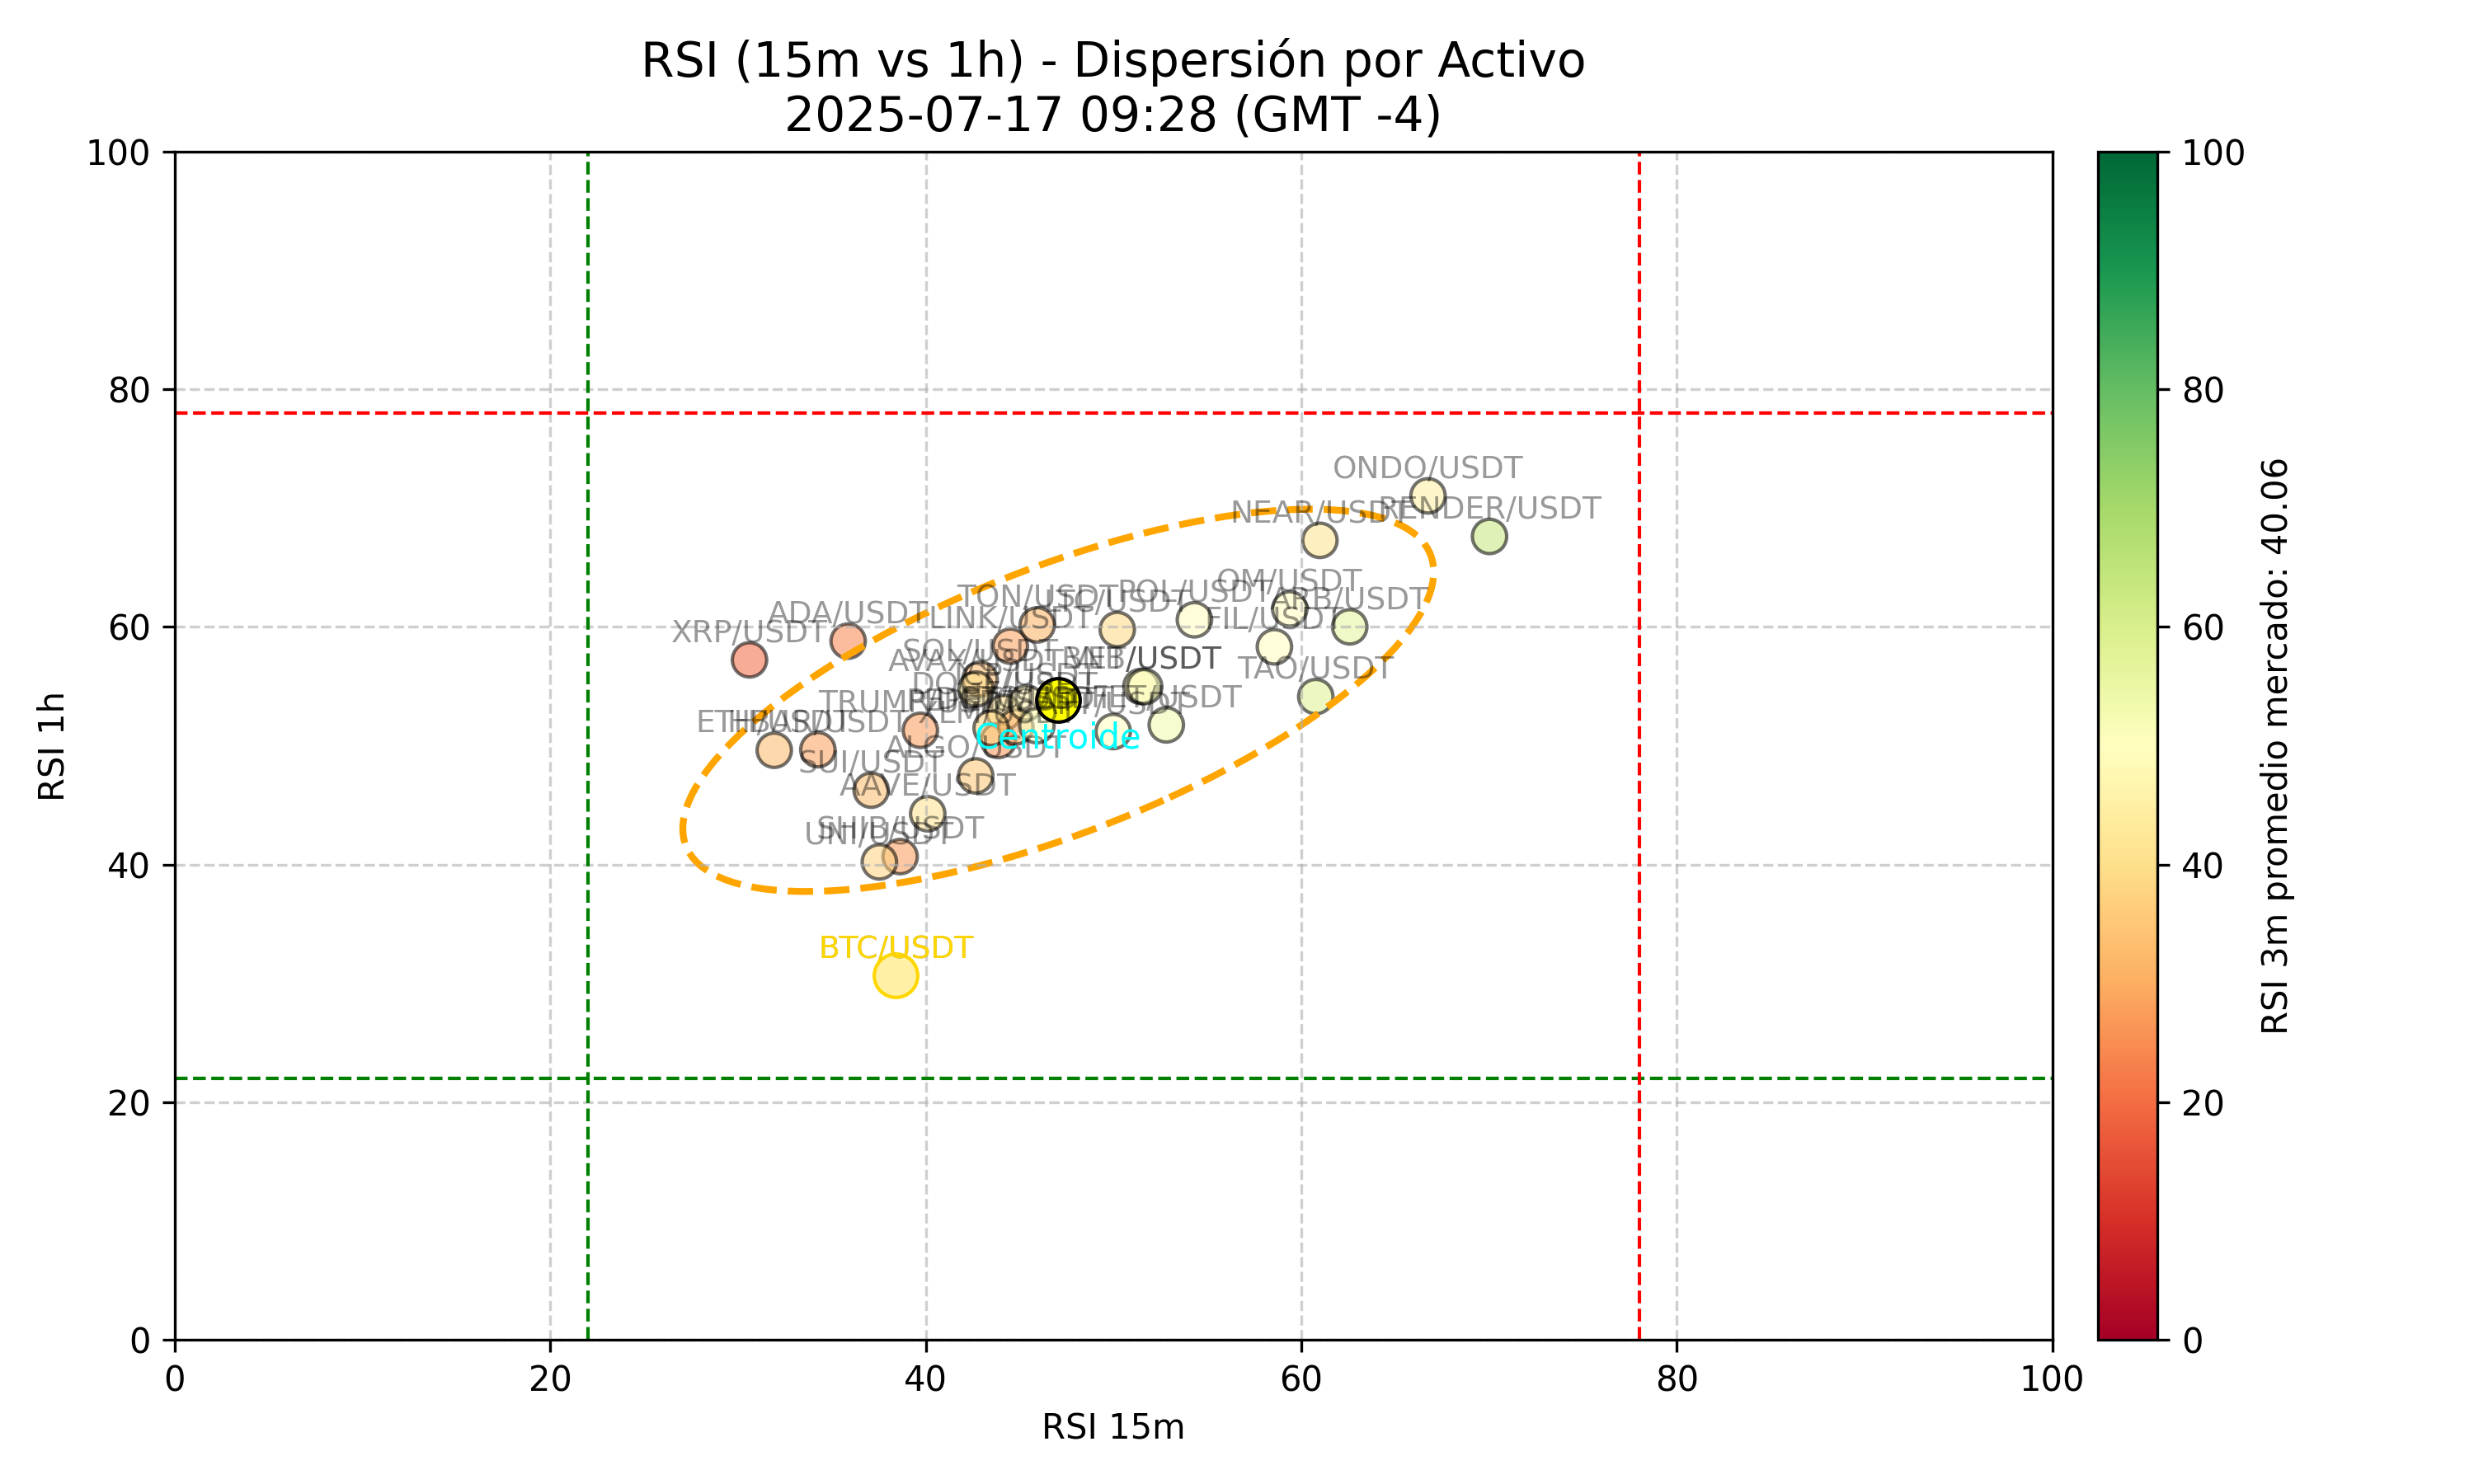 RSI (15m vs 1h) - Dispersión por Activo
2025-07-17 09:28 (GMT -4)
100
80
60
40
20
0
RSI 1h
0
20
40
60
80
100
RSI 15m
ONDO/USDT
RENDER/USDT
NEAR/USDT
OM/USDT
POL/USDT
ARB/USDT
TON/USDT
LTC/USDT
FIL/USDT
LINK/USDT
ADA/USDT
XRP/USDT
SOL/USDT
AVAX/USDT
TAO/USDT
TRUMP
ETH/USDT
HBAR/USDT
ALGO/USDT
Centroide
SUI/USDT
AAVE/USDT
SHIB/USDT
UNI/USDT
BTC/USDT
100
80
60
40
20
0
RSI 3m promedio mercado: 40.06